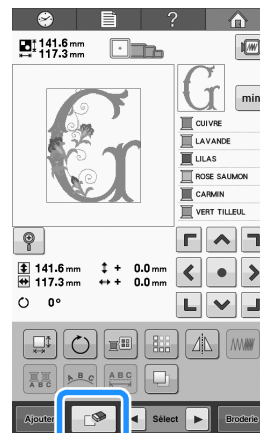 ?
141.6 mm
117.3 mm
G
min
CUIVRE
LAVANDE
LILAS
ROSE SAUMON
CARMIN
VERT TILLEUL
G
141.6 mm + 0.0 mm
117.3 mm + 0.0 mm
0°
A B C
A B C
A B C
Ajouter
Sélect
Broderie